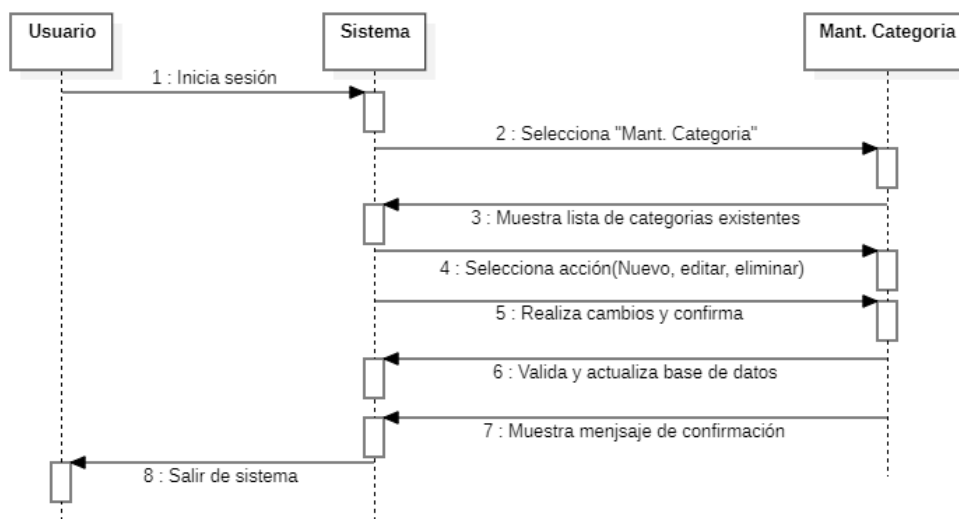 Usuario
Sistema
Mant. Categoria
1 : Inicia sesión
2 : Selecciona "Mant. Categoria"
3 : Muestra lista de categorias existentes
4 : Selecciona acción(Nuevo, editar, eliminar)
5 : Realiza cambios y confirma
6 : Valida y actualiza base de datos
7 : Muestra menjsaje de confirmación
8 : Salir de sistema